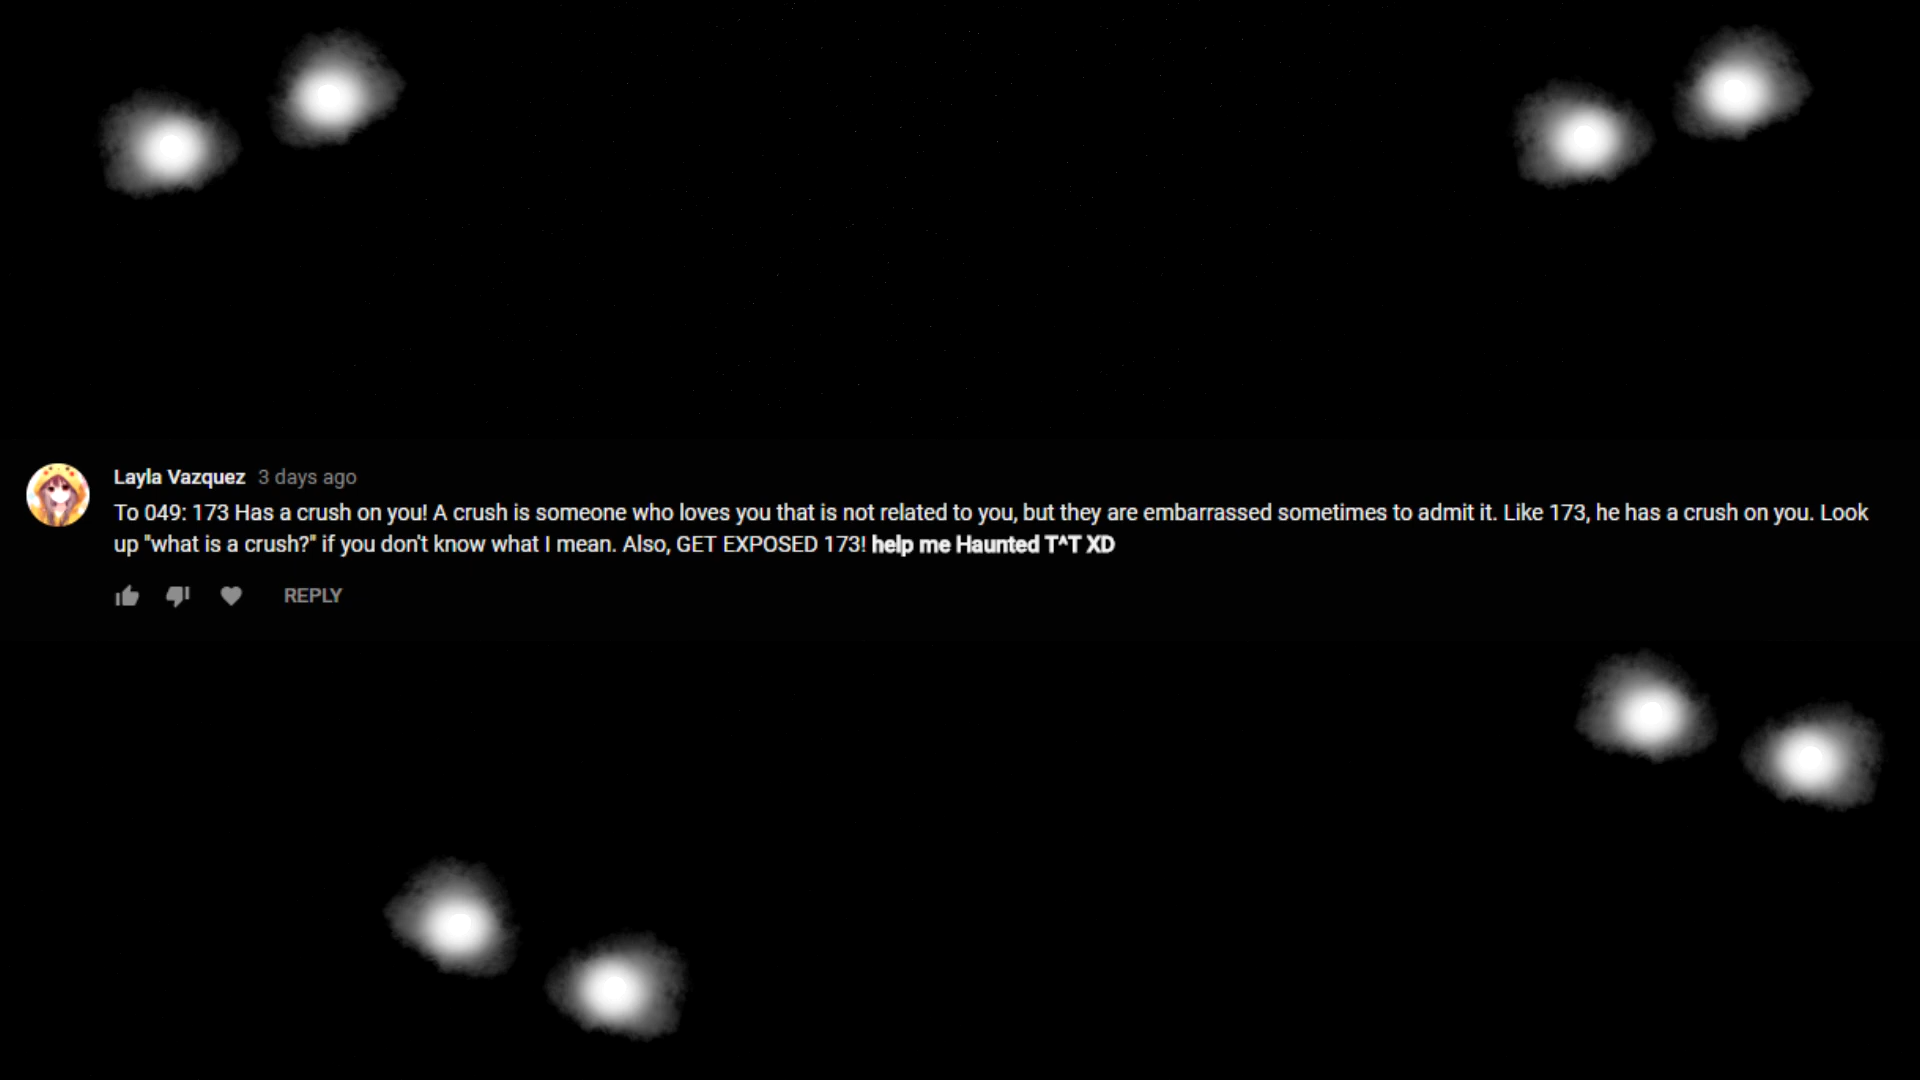 Layla Vazquez 3 days ago
To 049: 173 Has a crush on you! A crush is someone who loves you that is not related to you, but they are embarrassed sometimes to admit it. Like 173, he has a crush on you. Look
up "what is a crush?" if you don't know what I mean. Also, GET EXPOSED 173! help me Haunted T^T XD
REPLY